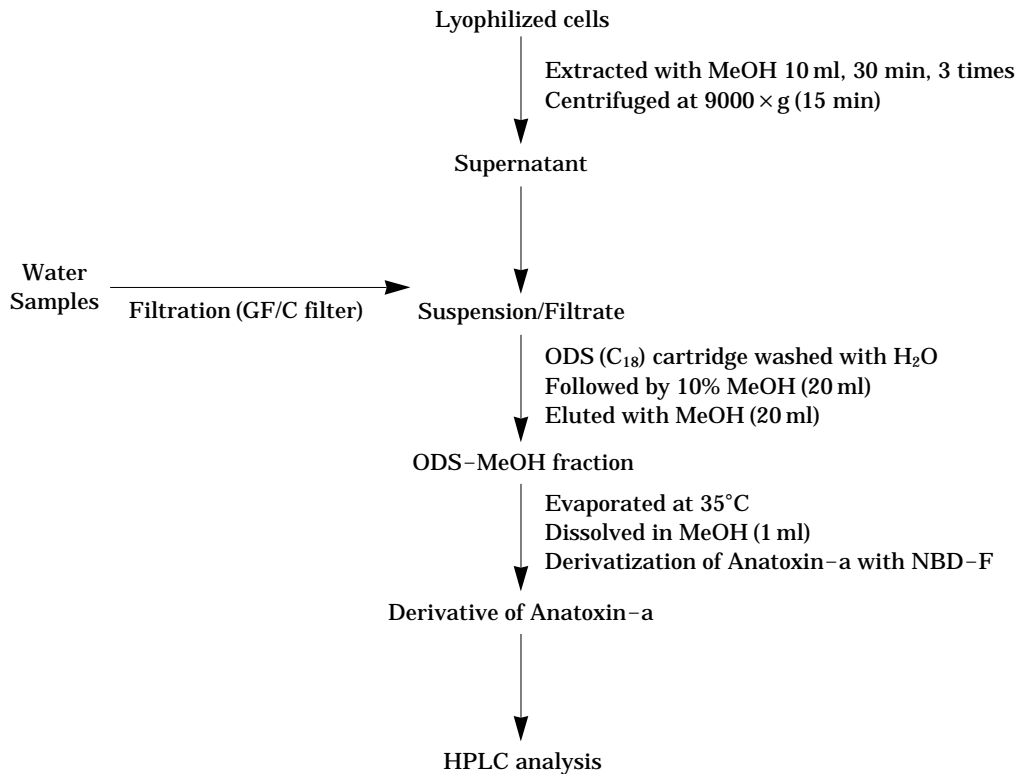 Lyophilized cells
Extracted with MeOH 10 ml, 30 min, 3 times
Centrifuged at 9000 × g (15 min)
Supernatant
Water
Samples
Filtration (GF/C filter)
Suspension/Filtrate
ODS (C₁₈) cartridge washed with H₂O
Followed by 10% MeOH (20 ml)
Eluted with MeOH (20 ml)
ODS-MeOH fraction
Evaporated at 35°C
Dissolved in MeOH (1 ml)
Derivatization of Anatoxin-a with NBD-F
Derivative of Anatoxin-a
HPLC analysis